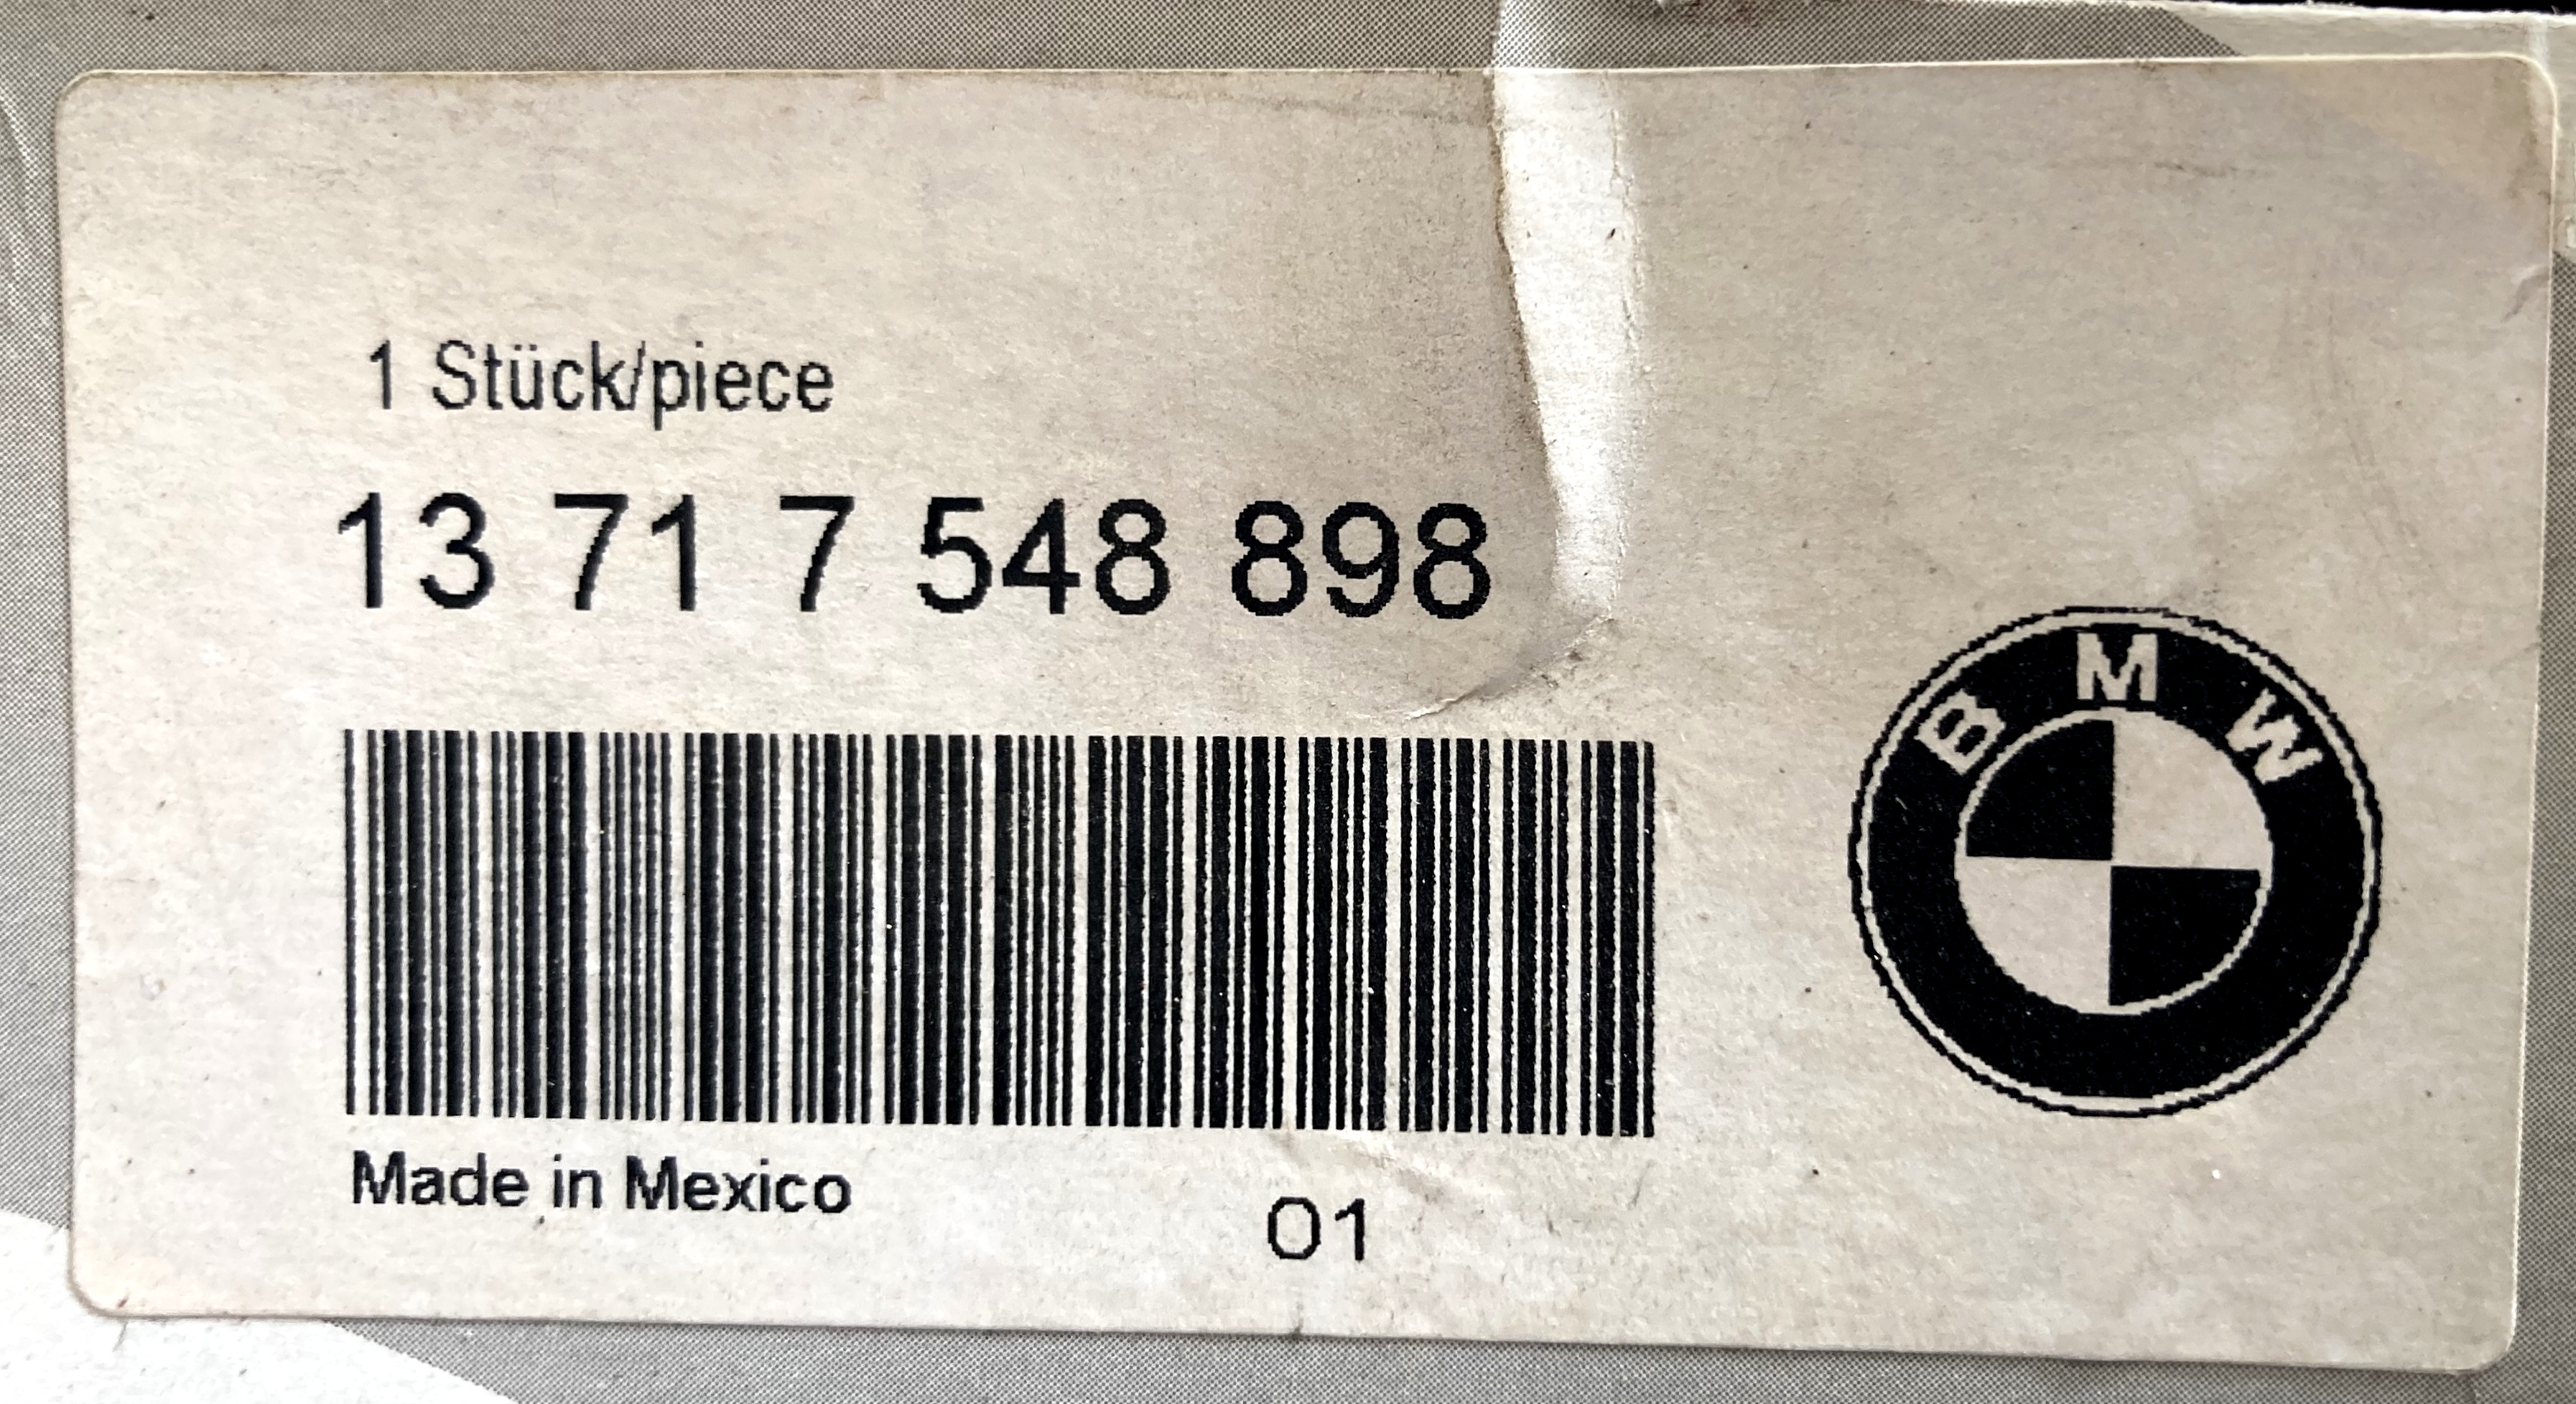 1 Stück/piece
13 71 7 548 898
BMW
Made in Mexico
01